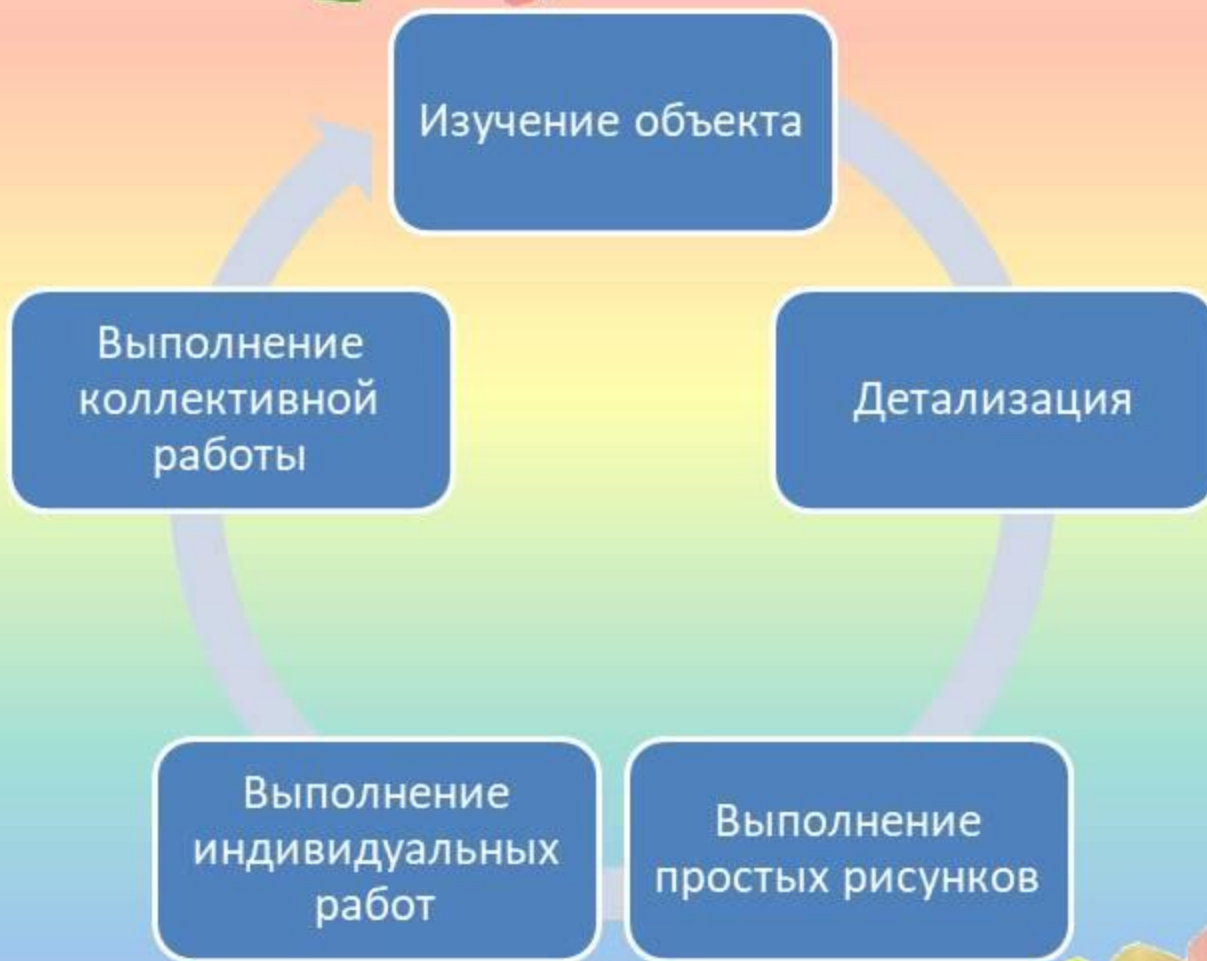 Изучение объекта
Детализация
Выполнение
простых рисунков
Выполнение
индивидуальных
работ
Выполнение
коллективной
работы